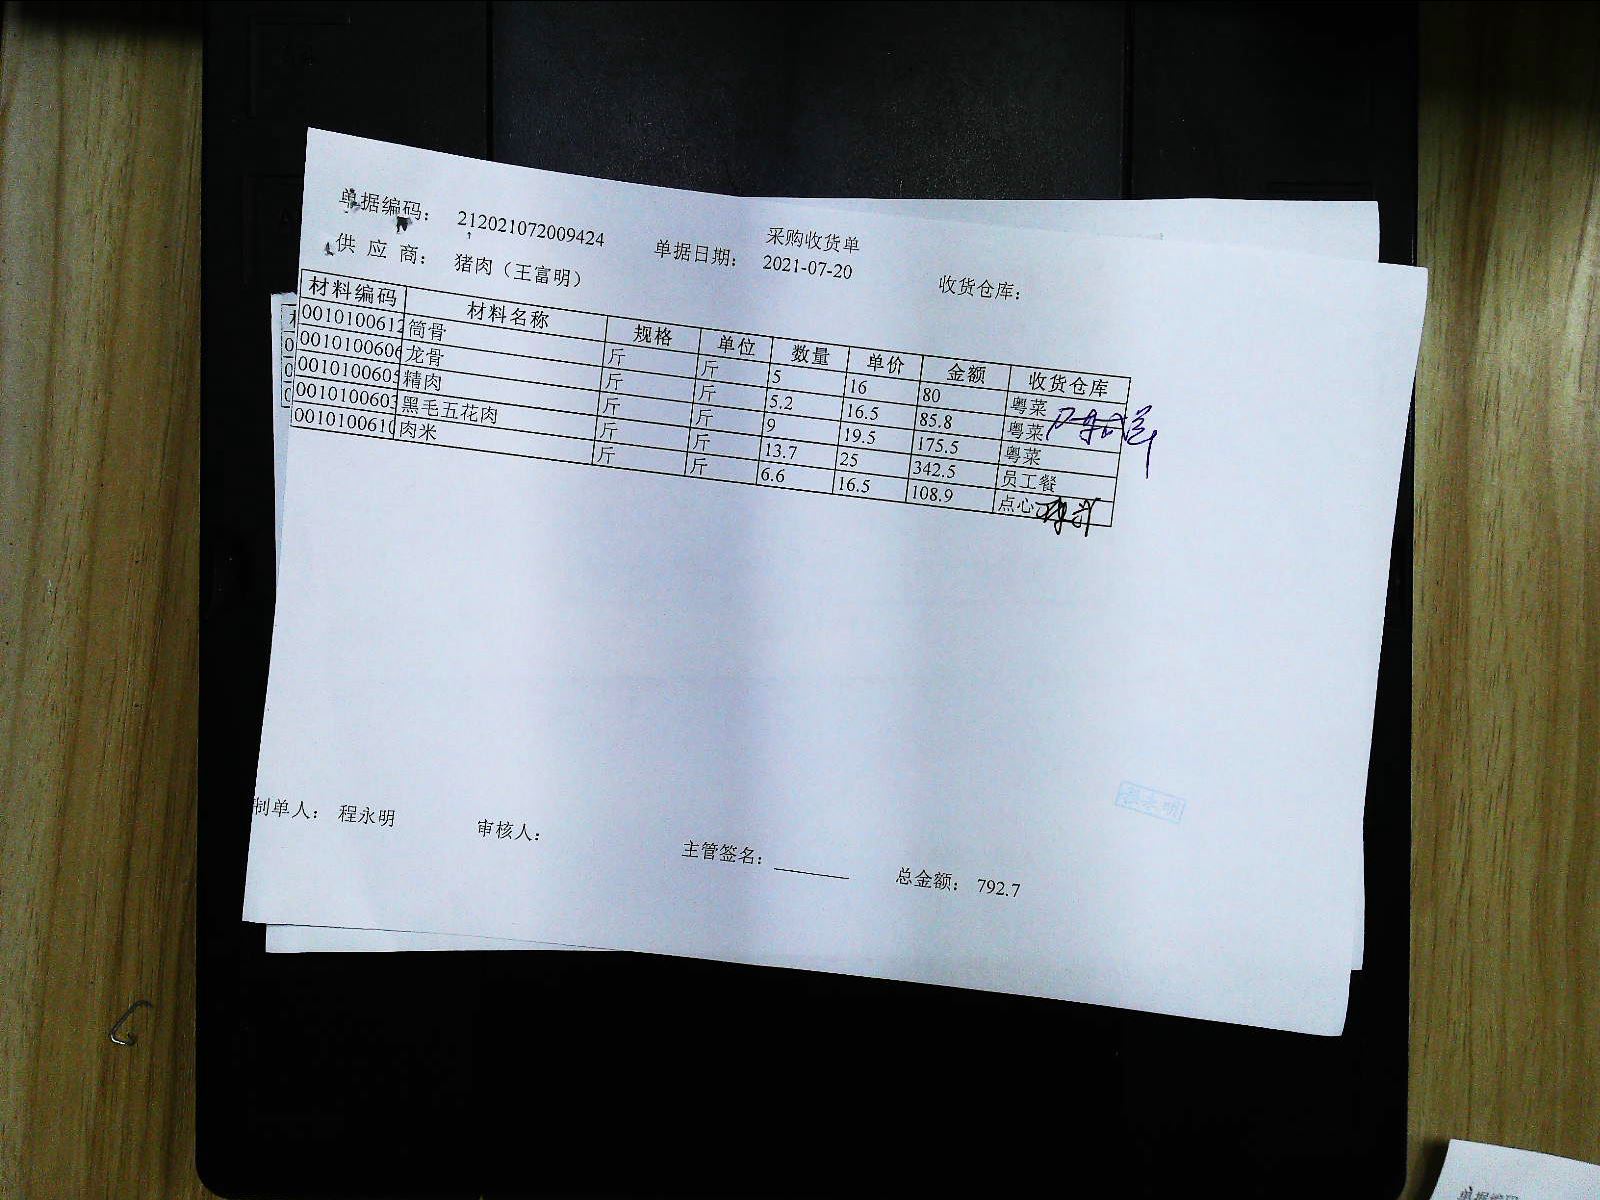 采购收货单
单据编码： 212021072009424 单据日期： 2021-07-20 收货仓库：
供 应 商： 猪肉（王富明）
材料编码 材料名称 规格 单位 数量 单价 金额 收货仓库
0010100612 筒骨 斤 斤 5 16 80 粤菜
0010100606 龙骨 斤 斤 5.2 16.5 85.8 粤菜
0010100605 精肉 斤 斤 9 19.5 175.5 粤菜
0010100603 黑毛五花肉 斤 斤 13.7 25 342.5 员工餐
0010100610 肉米 斤 斤 6.6 16.5 108.9 点心
制单人： 程永明 审核人： 主管签名： 总金额： 792.7
单据编码